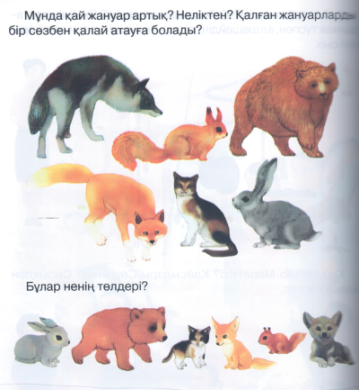 Мұнда қай жануар артық? Неліктен? Қалған жануарларды
бір сөзбен қалай атауға болады?
Бұлар ненің төлдері?